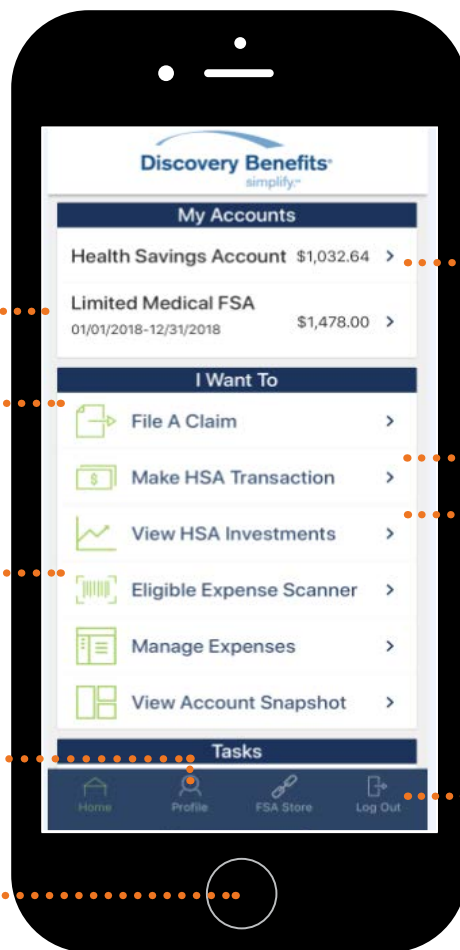 Discovery Benefits
simplify.™
My Accounts
Health Savings Account $1,032.64 >
Limited Medical FSA
01/01/2018-12/31/2018 $1,478.00 >
I Want To
File A Claim >
$ Make HSA Transaction >
View HSA Investments >
Eligible Expense Scanner >
Manage Expenses >
View Account Snapshot >
Tasks
Home Profile FSA Store Log Out